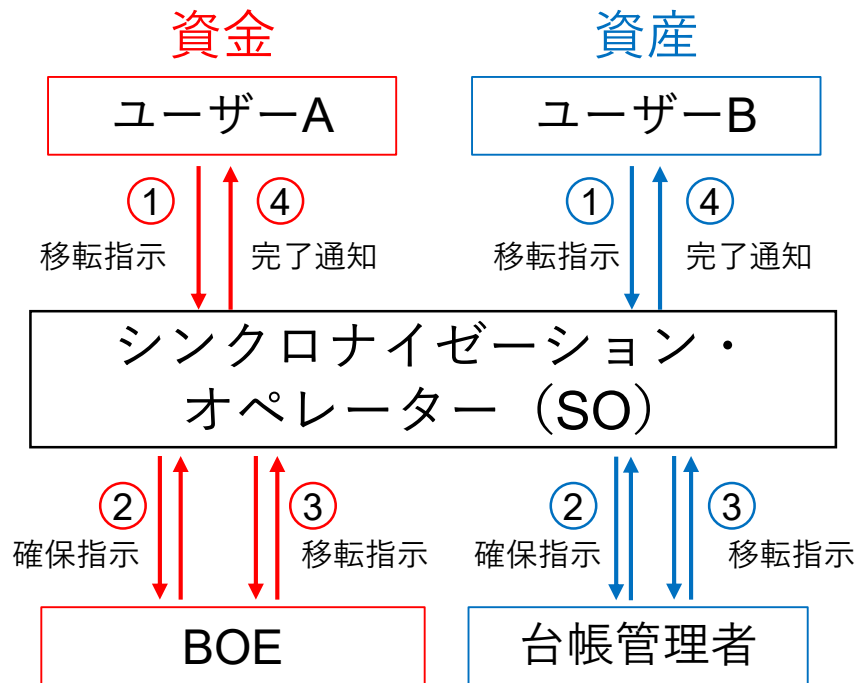 資金
資産
ユーザーA
ユーザーB
① ④ ① ④
移転指示 完了通知 移転指示 完了通知
シンクロナイゼーション・
オペレーター（SO）
② ③ ② ③
確保指示 移転指示 確保指示 移転指示
BOE
台帳管理者